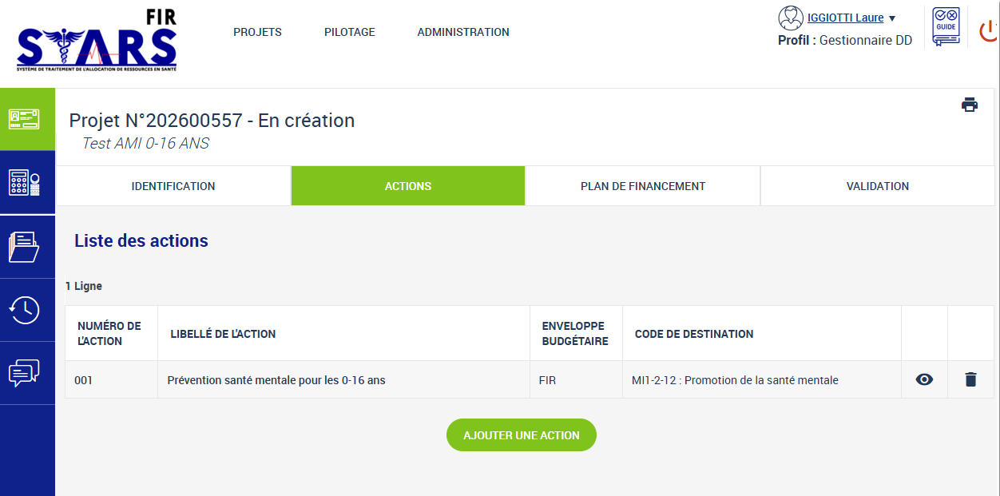 FIR
STARS
SYSTÈME DE TRAITEMENT DE L'ALLOCATION DE RESSOURCES EN SANTÉ
PROJETS
PILOTAGE
ADMINISTRATION
IGGIOTTI Laure
Profil : Gestionnaire DD
GUIDE
Projet N°202600557 - En création
Test AMI 0-16 ANS
IDENTIFICATION
ACTIONS
PLAN DE FINANCEMENT
VALIDATION
Liste des actions
1 Ligne
NUMÉRO DE
L'ACTION
LIBELLÉ DE L'ACTION
ENVELOPPE
BUDGÉTAIRE
CODE DE DESTINATION
001
Prévention santé mentale pour les 0-16 ans
FIR
MI1-2-12 : Promotion de la santé mentale
AJOUTER UNE ACTION